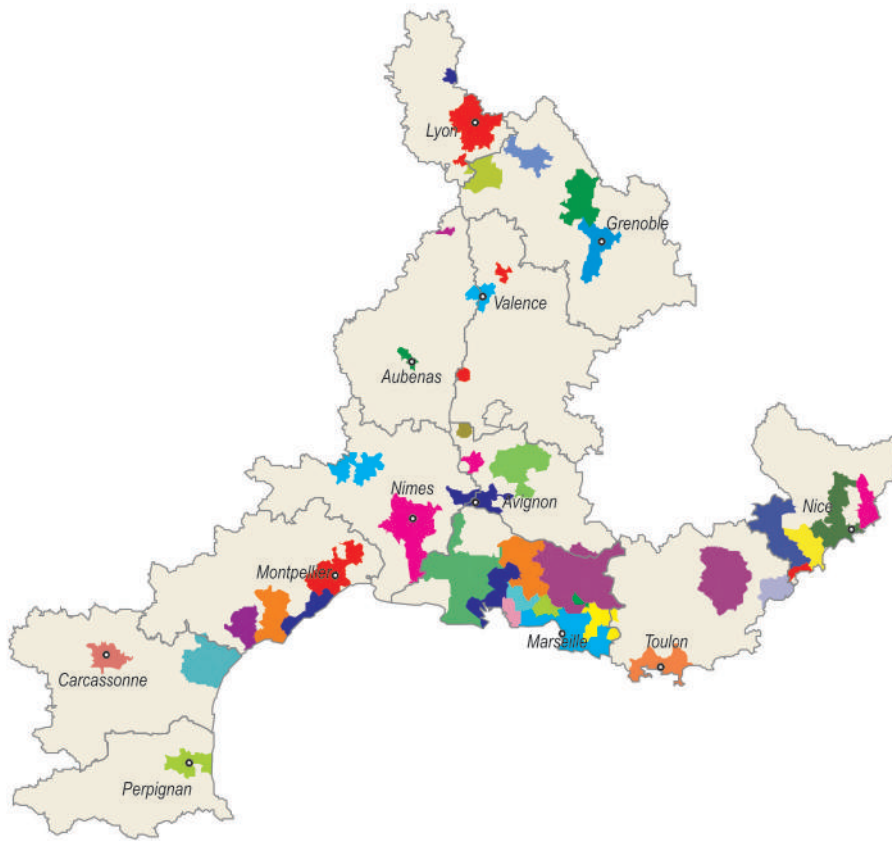 Lyon
Grenoble
Valence
Aubenas
Nimes
Avignon
Nice
Montpellier
Marseille
Toulon
Carcassonne
Perpignan